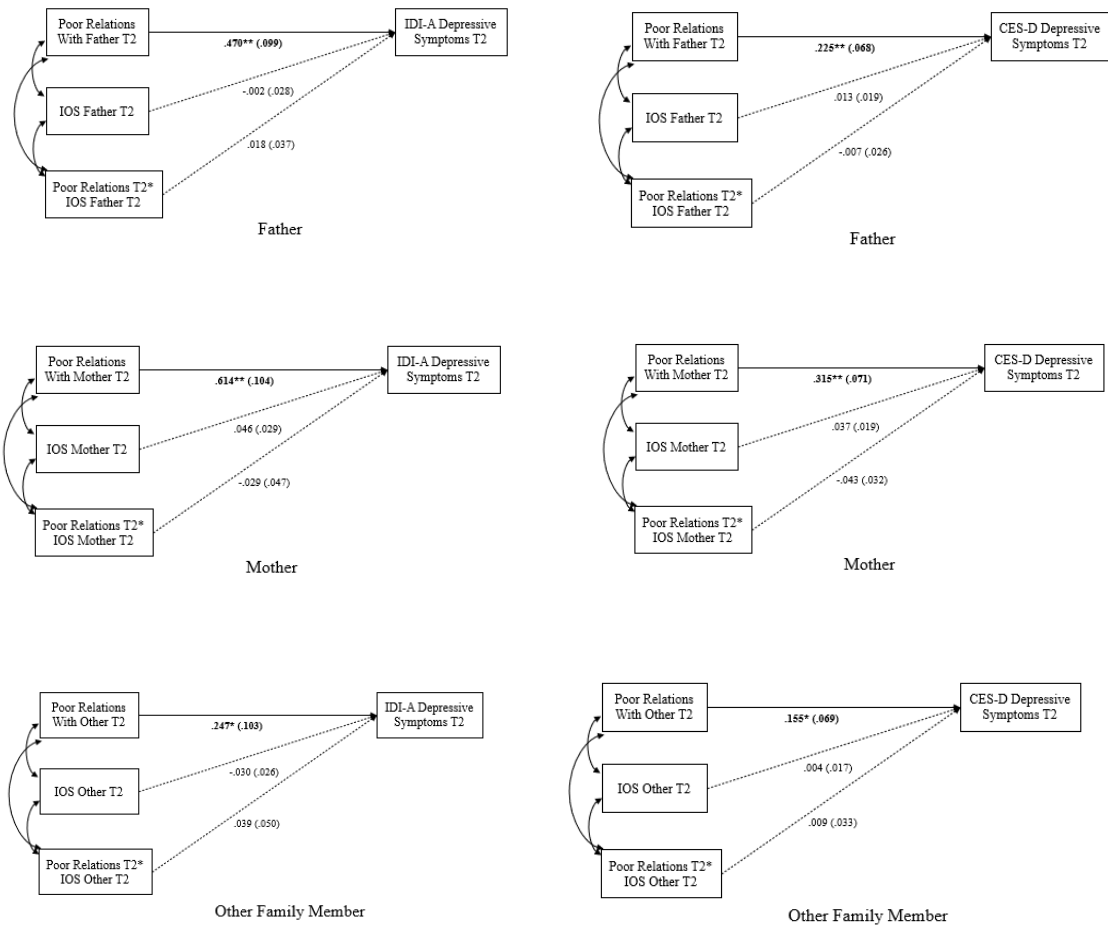 Poor Relations
With Father T2
.470** (.099)
IDI-A Depressive
Symptoms T2
-.002 (.028)
IOS Father T2
.018 (.037)
Poor Relations T2*
IOS Father T2
Father
Poor Relations
With Father T2
.225** (.068)
CES-D Depressive
Symptoms T2
.013 (.019)
IOS Father T2
-.007 (.026)
Poor Relations T2*
IOS Father T2
Father
Poor Relations
With Mother T2
.614** (.104)
IDI-A Depressive
Symptoms T2
.046 (.029)
IOS Mother T2
-.029 (.047)
Poor Relations T2*
IOS Mother T2
Mother
Poor Relations
With Mother T2
.315** (.071)
CES-D Depressive
Symptoms T2
.037 (.019)
IOS Mother T2
-.043 (.032)
Poor Relations T2*
IOS Mother T2
Mother
Poor Relations
With Other T2
.247* (.103)
IDI-A Depressive
Symptoms T2
-.030 (.026)
IOS Other T2
.039 (.050)
Poor Relations T2*
IOS Other T2
Other Family Member
Poor Relations
With Other T2
.155* (.069)
CES-D Depressive
Symptoms T2
.004 (.017)
IOS Other T2
.009 (.033)
Poor Relations T2*
IOS Other T2
Other Family Member